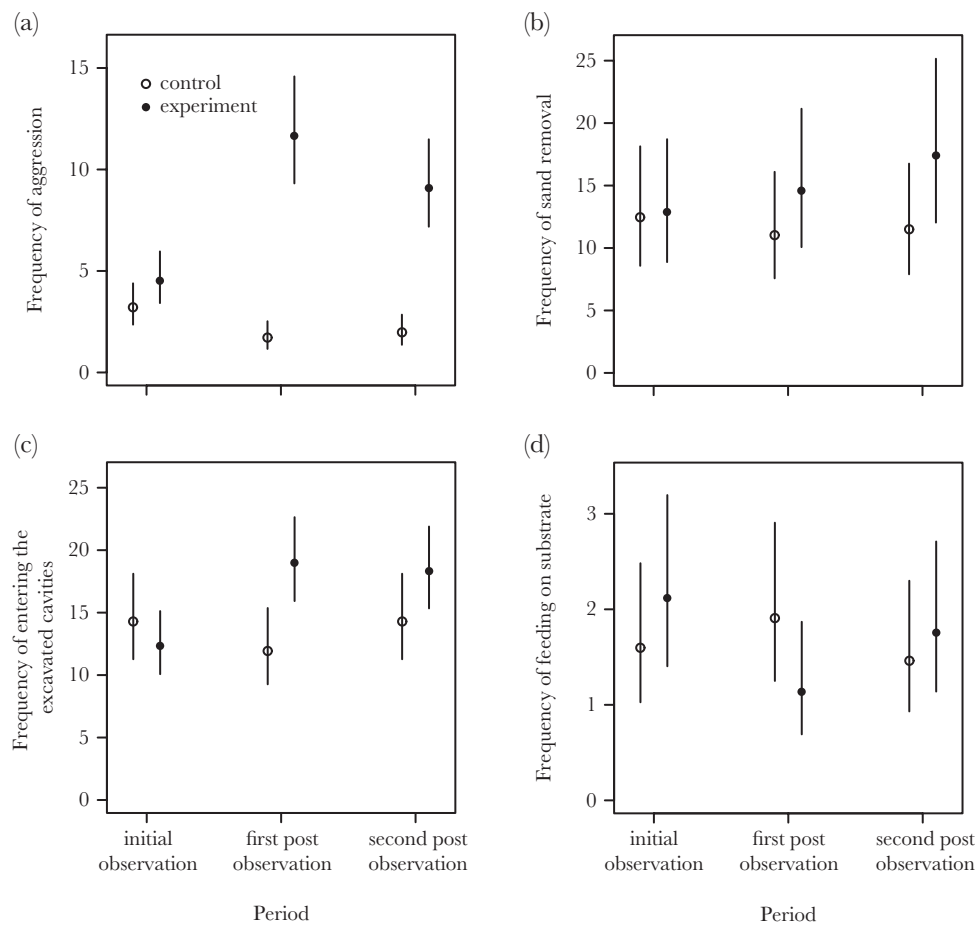 (a)
Frequency of aggression
15
10
5
0
control
experiment
(b)
Frequency of sand removal
25
20
15
10
5
0
(c)
Frequency of entering the
excavated cavities
25
20
15
10
5
0
initial
observation
first post
observation
second post
observation
Period
(d)
Frequency of feeding on substrate
3
2
1
0
initial
observation
first post
observation
second post
observation
Period